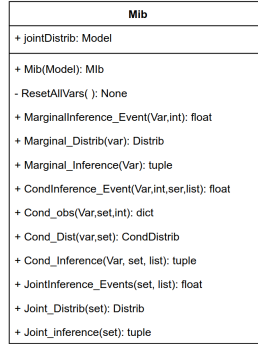 Mib
+ jointDistrib: Model
+ Mib(Model): MIb
- ResetAllVars( ): None
+ MarginalInference_Event(Var,int): float
+ Marginal_Distrib(var): Distrib
+ Marginal_Inference(Var): tuple
+ CondInference_Event(Var,int,ser,list): float
+ Cond_obs(Var,set,int): dict
+ Cond_Dist(var,set): CondDistrib
+ Cond_Inference(Var, set, list): tuple
+ JointInference_Events(set, list): float
+ Joint_Distrib(set): Distrib
+ Joint_inference(set): tuple